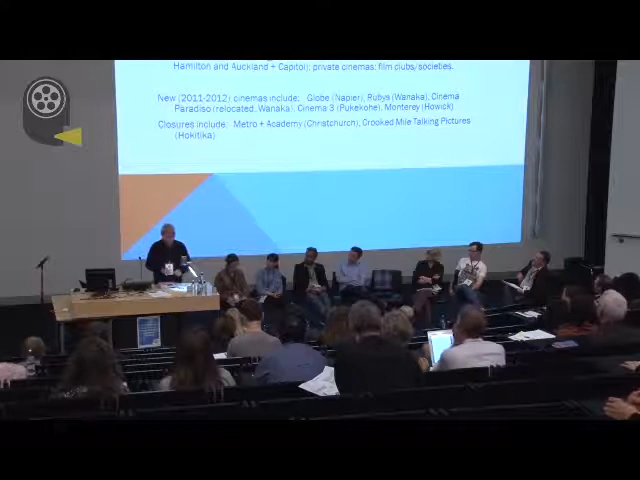 Hamilton and Auckland + Capitol); private cinemas: film clubs/societies.
New (2011-2012) cinemas include: Globe (Napier), Rubys (Wanaka), Cinema
Paradiso (relocated, Wanaka), Cinema 3 (Pukekohe), Monterey (Howick).
Closures include: Metro + Academy (Christchurch), Crooked Mile Talking Pictures
(Hokitika)